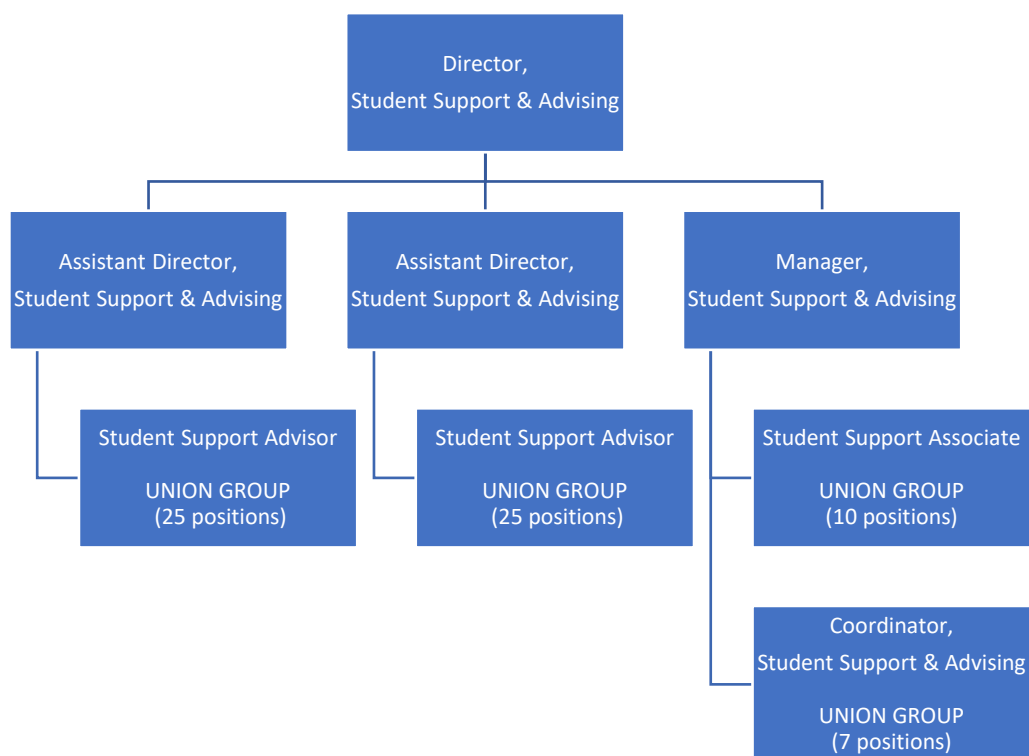 Director,
Student Support & Advising
Assistant Director,
Student Support & Advising
Assistant Director,
Student Support & Advising
Manager,
Student Support & Advising
Student Support Advisor
UNION GROUP
(25 positions)
Student Support Advisor
UNION GROUP
(25 positions)
Student Support Associate
UNION GROUP
(10 positions)
Coordinator,
Student Support & Advising
UNION GROUP
(7 positions)